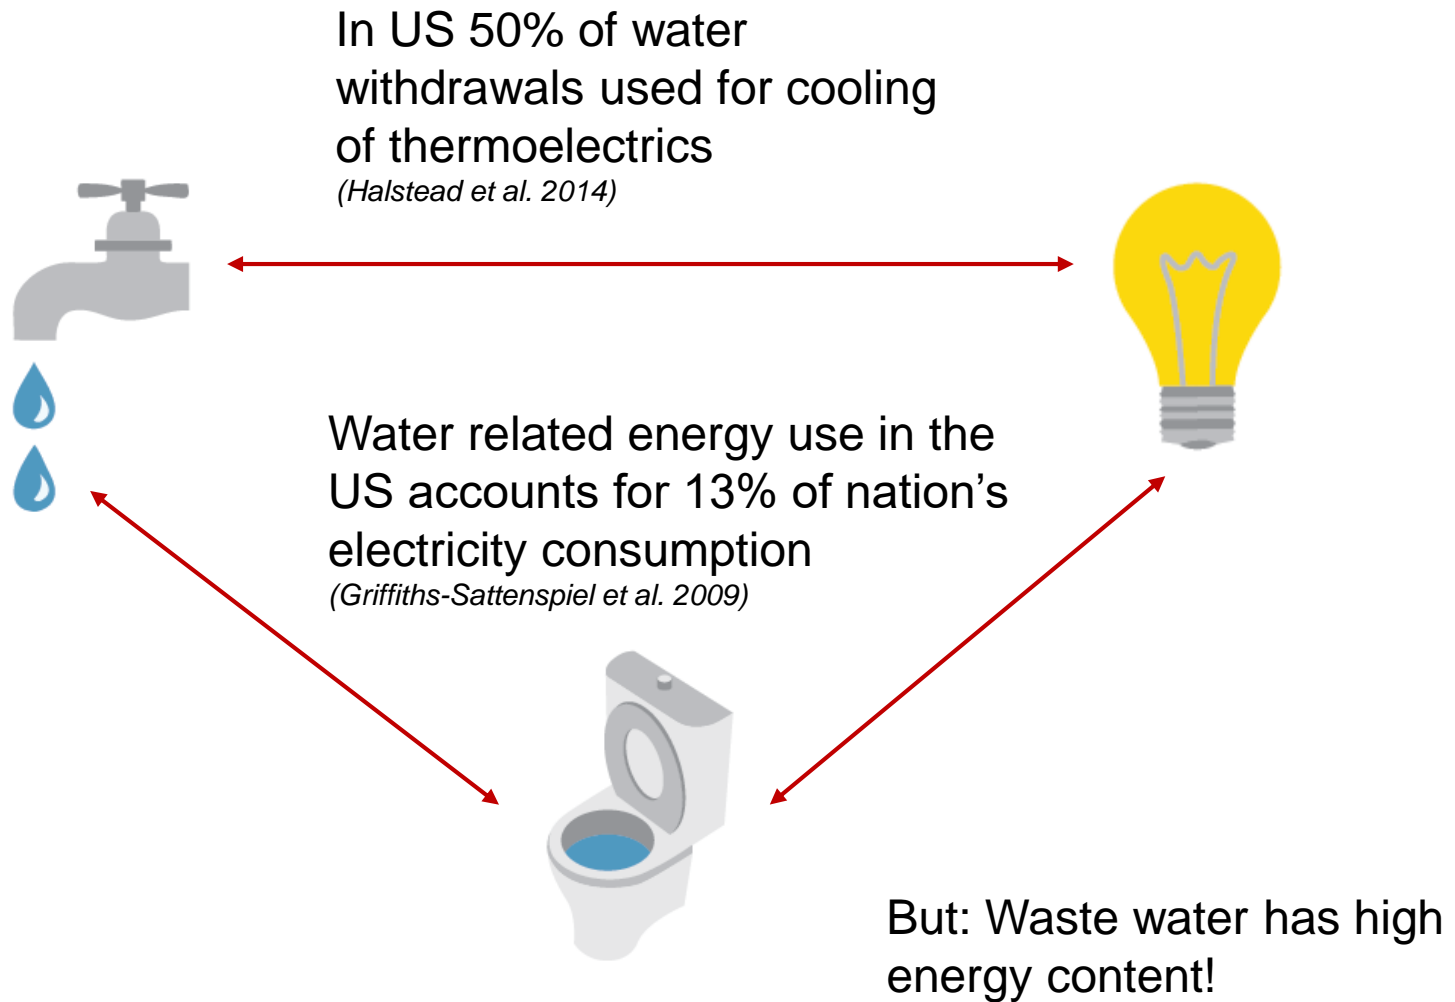 In US 50% of water
withdrawals used for cooling
of thermoelectrics
(Halstead et al. 2014)
Water related energy use in the
US accounts for 13% of nation’s
electricity consumption
(Griffiths-Sattenspiel et al. 2009)
But: Waste water has high
energy content!